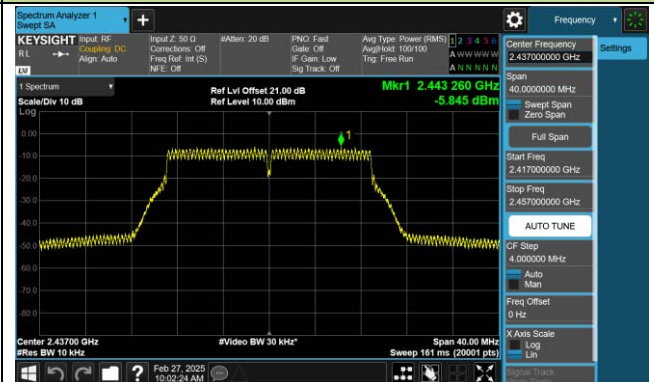 Spectrum Analyzer 1
Swept SA
Frequency
KEYSIGHT
RL
LXI
Input: RF
Coupling: DC
Align: Auto
Input Z: 50 Ω
Corrections: Off
Freq Ref: Int (S)
NFE: Off
#Atten: 20 dB
PNO: Fast
Gate: Off
IF Gain: Low
Sig Track: Off
Avg Type: Power (RMS)
Avg|Hold: 100/100
Trig: Free Run
1 2 3 4 5 6
A W W W W W
A N N N N N
1 Spectrum
Scale/Div 10 dB
Log
Ref Lvl Offset 21.00 dB
Ref Level 10.00 dBm
Mkr1 2.443 260 GHz
-5.845 dBm
1
0.00
-10.0
-20.0
-30.0
-40.0
-50.0
-60.0
-70.0
-80.0
Center 2.43700 GHz
#Res BW 10 kHz
#Video BW 30 kHz*
Span 40.00 MHz
Sweep 161 ms (20001 pts)
Feb 27, 2025
10:02:24 AM
Center Frequency
2.437000000 GHz
Span
40.0000000 MHz
Swept Span
Zero Span
Full Span
Start Freq
2.417000000 GHz
Stop Freq
2.457000000 GHz
AUTO TUNE
CF Step
4.000000 MHz
Auto
Man
Freq Offset
0 Hz
X Axis Scale
Log
Lin
Signal Track
Settings